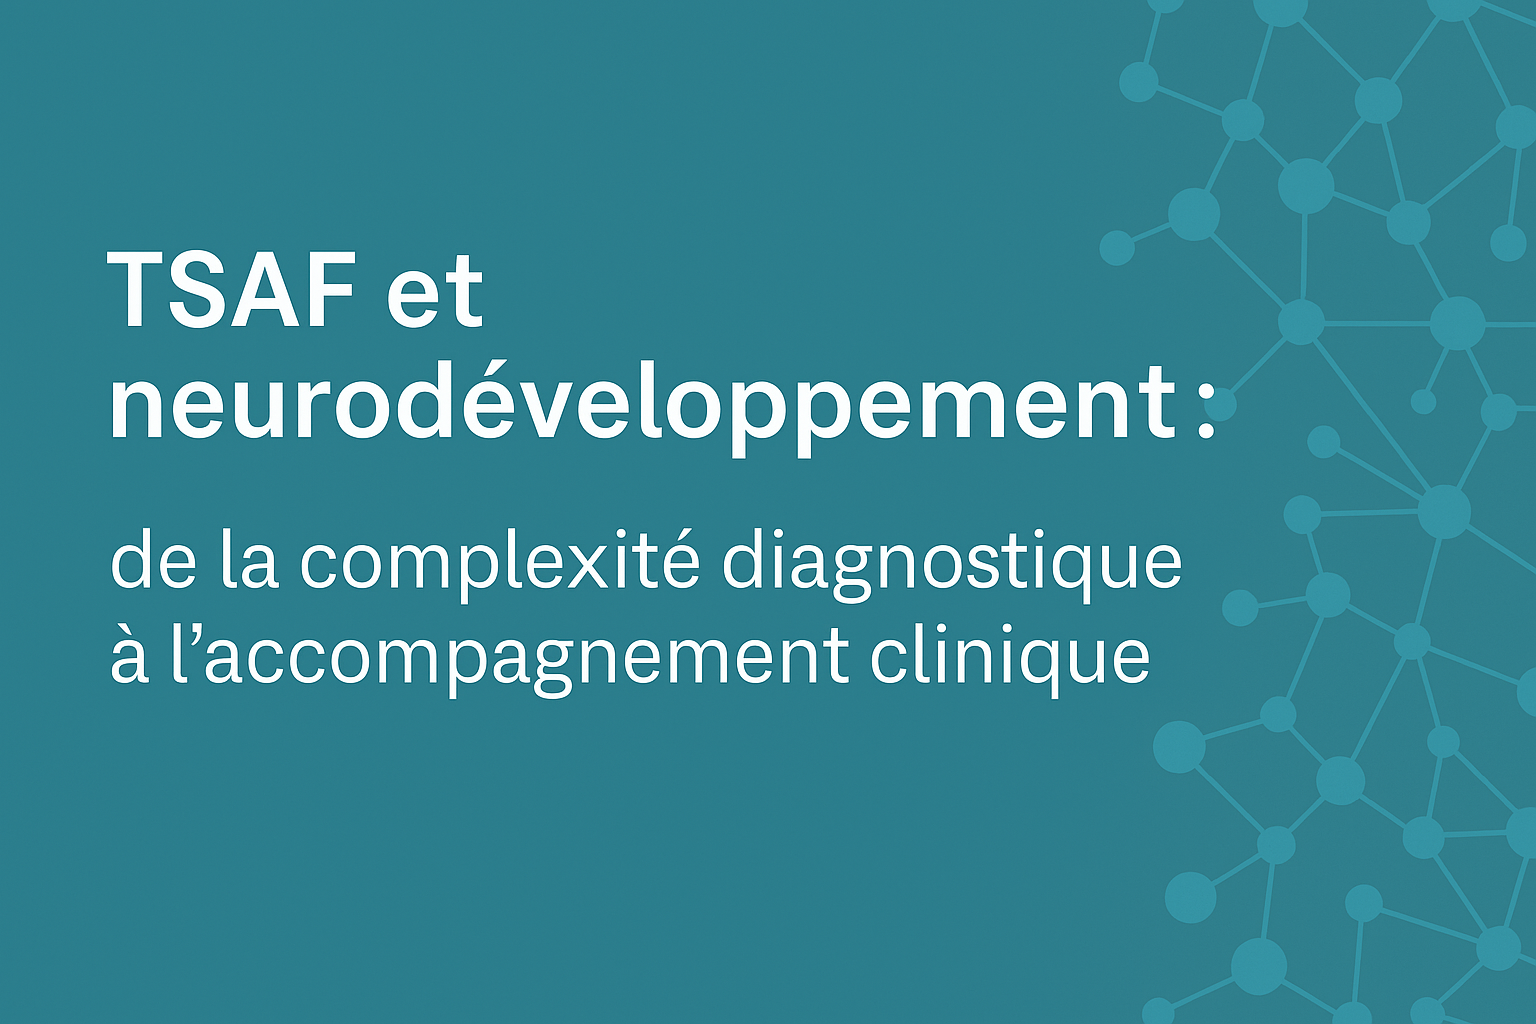 TSAF et
neurodéveloppement :
de la complexité diagnostique
à l’accompagnement clinique